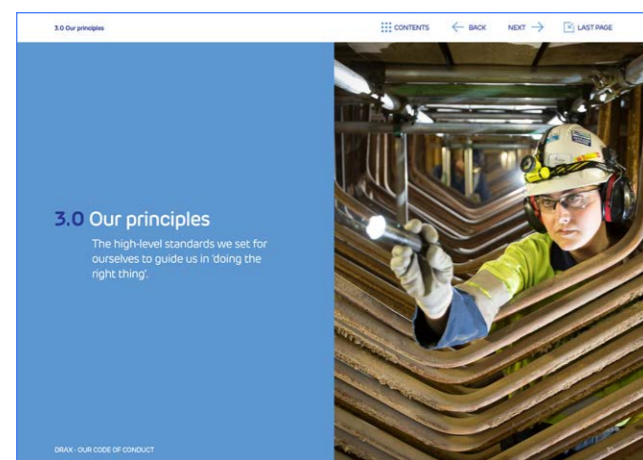 3.0 Our principles
CONTENTS
BACK
NEXT
LAST PAGE
3.0 Our principles
The high-level standards we set for
ourselves to guide us in ‘doing the
right thing’.
DRAX - OUR CODE OF CONDUCT